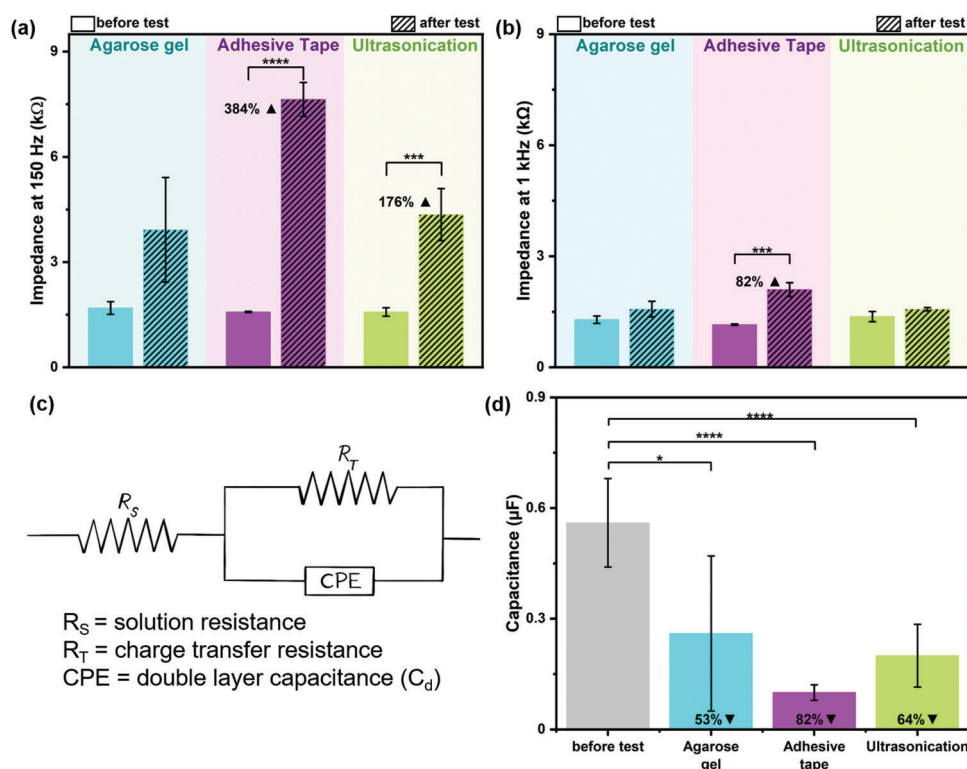 (a)
before test
after test
Agarose gel
Adhesive Tape
Ultrasonication
****
384% ▲
***
176% ▲
9
6
3
0
Impedance at 150 Hz (kΩ)
(b)
before test
after test
Agarose gel
Adhesive Tape
Ultrasonication
***
82% ▲
9
6
3
0
Impedance at 1 kHz (kΩ)
(c)
R_S
R_T
CPE
R_S = solution resistance
R_T = charge transfer resistance
CPE = double layer capacitance (C_d)
(d)
****
****
*
0.9
0.6
0.3
0
Capacitance (µF)
53% ▼
82% ▼
64% ▼
before test
Agarose
gel
Adhesive
tape
Ultrasonication